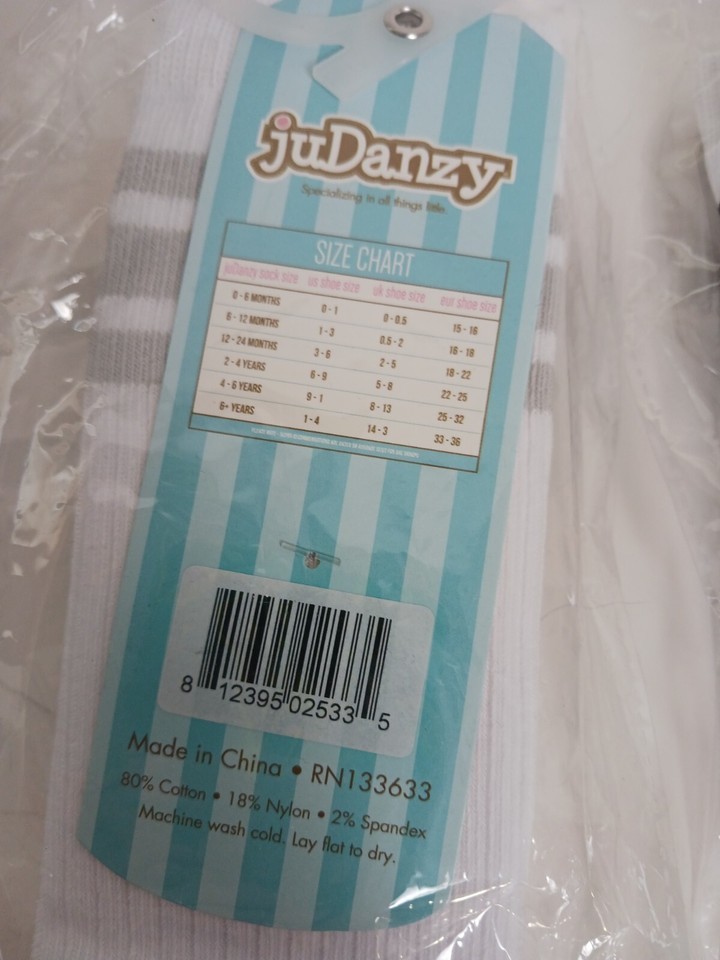 juDanzy
Specializing in all things little
SIZE CHART
juDanzy sock size us shoe size uk shoe size eur shoe size
0 - 6 MONTHS 0 - 1 0 - 0.5 15 - 16
6 - 12 MONTHS 1 - 3 0.5 - 2 16 - 18
12 - 24 MONTHS 3 - 6 2 - 5 18 - 22
2 - 4 YEARS 6 - 9 5 - 8 22 - 25
4 - 6 YEARS 9 - 1 8 - 13 25 - 32
6+ YEARS 1 - 4 14 - 3 33 - 36
8 12395 02533 5
Made in China • RN133633
80% Cotton • 18% Nylon • 2% Spandex
Machine wash cold. Lay flat to dry.